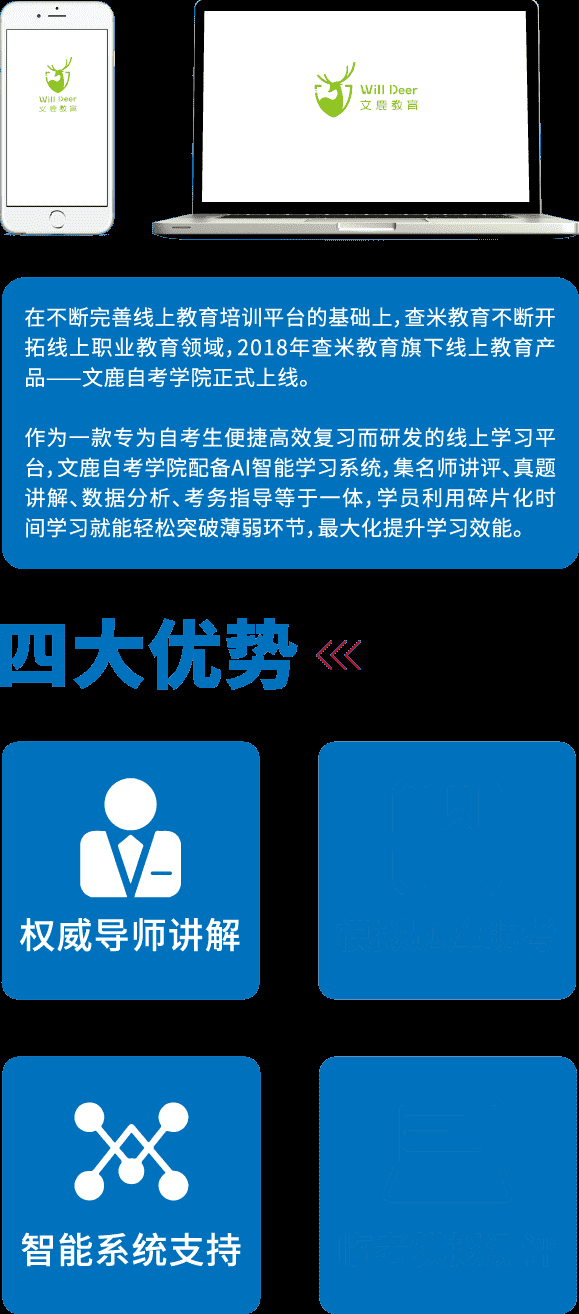 Will Deer
文鹿教育
Will Deer
文鹿教育
在不断完善线上教育培训平台的基础上，查米教育不断开
拓线上职业教育领域，2018年查米教育旗下线上教育产
品——文鹿自考学院正式上线。
作为一款专为自考生便捷高效复习而研发的线上学习平
台，文鹿自考学院配备AI智能学习系统，集名师讲评、真题
讲解、数据分析、考务指导等于一体，学员利用碎片化时
间学习就能轻松突破薄弱环节，最大化提升学习效能。
四大优势
权威导师讲解
智能系统支持